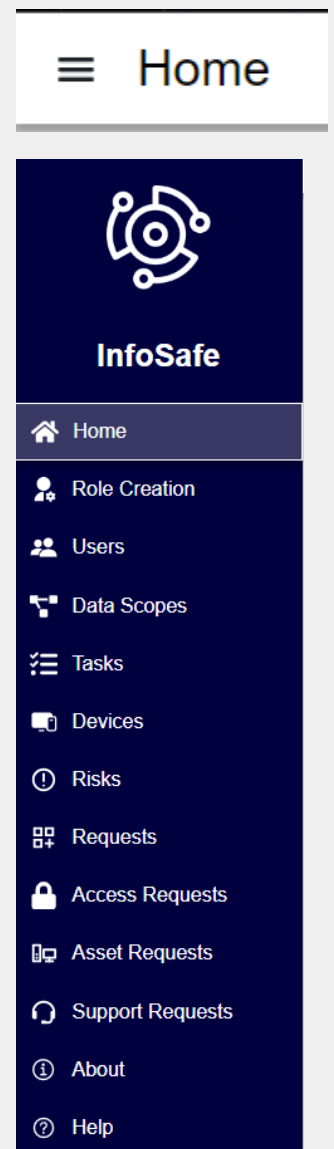 Home
InfoSafe
Home
Role Creation
Users
Data Scopes
Tasks
Devices
Risks
Requests
Access Requests
Asset Requests
Support Requests
About
Help